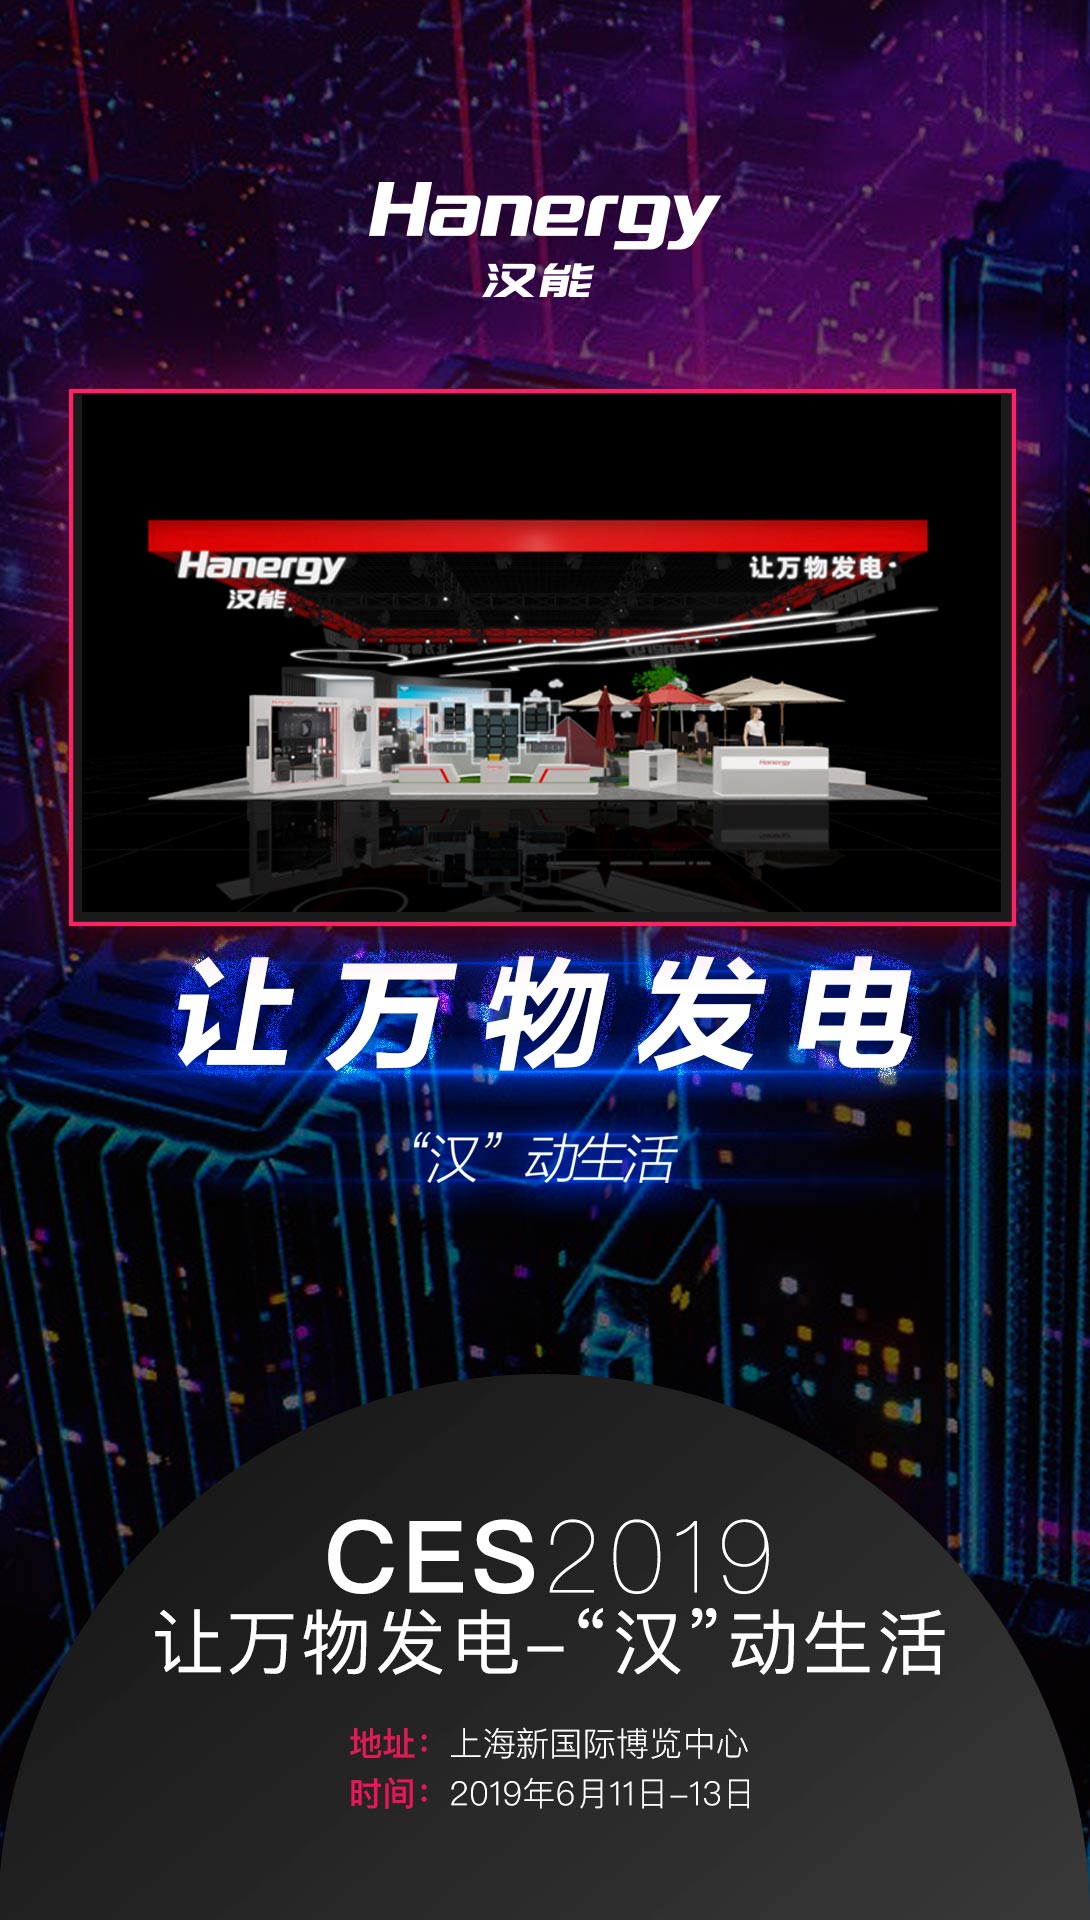 Hanergy
汉能
Hanergy
汉能
让万物发电
Hanergy
让万物发电
“汉”动生活
CES2019
让万物发电-“汉”动生活
地址：上海新国际博览中心
时间：2019年6月11日-13日